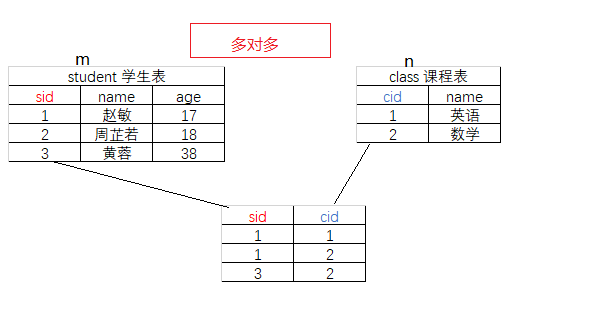 多对多
m
n
student 学生表
sid name age
1 赵敏 17
2 周芷若 18
3 黄蓉 38
class 课程表
cid name
1 英语
2 数学
sid cid
1 1
1 2
3 2